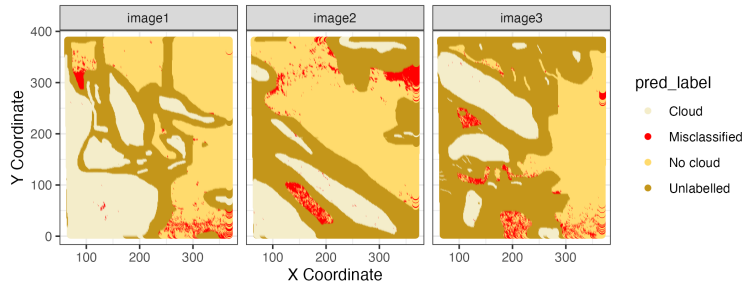 image1 image2 image3
400
300
200
100
0
Y Coordinate
100 200 300 100 200 300 100 200 300
X Coordinate
pred_label
Cloud
Misclassified
No cloud
Unlabelled